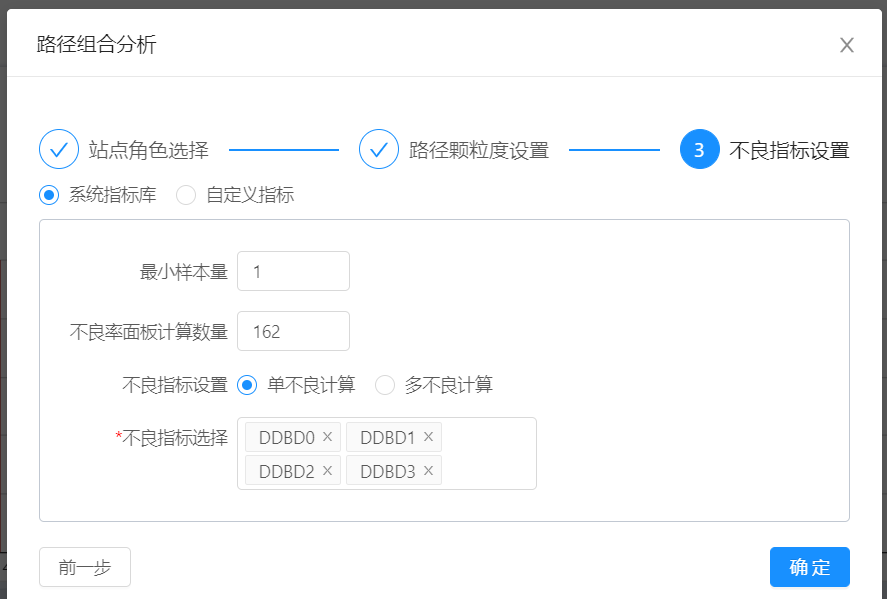 路径组合分析
站点角色选择 路径颗粒度设置 3 不良指标设置
系统指标库 自定义指标
最小样本量 1
不良率面板计算数量 162
不良指标设置 单不良计算 多不良计算
*不良指标选择 DDBD0 × DDBD1 ×
DDBD2 × DDBD3 ×
前一步 确定